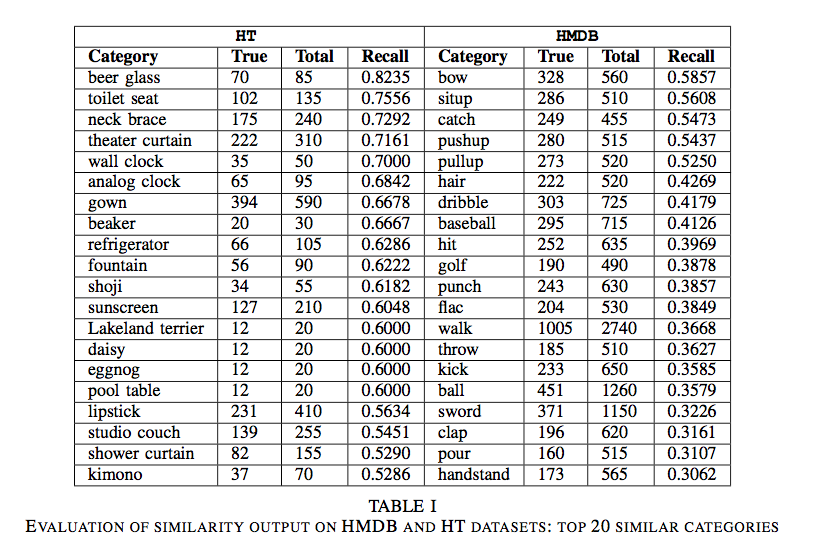 HT HMDB
Category True Total Recall Category True Total Recall
beer glass 70 85 0.8235 bow 328 560 0.5857
toilet seat 102 135 0.7556 situp 286 510 0.5608
neck brace 175 240 0.7292 catch 249 455 0.5473
theater curtain 222 310 0.7161 pushup 280 515 0.5437
wall clock 35 50 0.7000 pullup 273 520 0.5250
analog clock 65 95 0.6842 hair 222 520 0.4269
gown 394 590 0.6678 dribble 303 725 0.4179
beaker 20 30 0.6667 baseball 295 715 0.4126
refrigerator 66 105 0.6286 hit 252 635 0.3969
fountain 56 90 0.6222 golf 190 490 0.3878
shoji 34 55 0.6182 punch 243 630 0.3857
sunscreen 127 210 0.6048 flac 204 530 0.3849
Lakeland terrier 12 20 0.6000 walk 1005 2740 0.3668
daisy 12 20 0.6000 throw 185 510 0.3627
eggnog 12 20 0.6000 kick 233 650 0.3585
pool table 12 20 0.6000 ball 451 1260 0.3579
lipstick 231 410 0.5634 sword 371 1150 0.3226
studio couch 139 255 0.5451 clap 196 620 0.3161
shower curtain 82 155 0.5290 pour 160 515 0.3107
kimono 37 70 0.5286 handstand 173 565 0.3062
TABLE I
EVALUATION OF SIMILARITY OUTPUT ON HMDB AND HT DATASETS: TOP 20 SIMILAR CATEGORIES